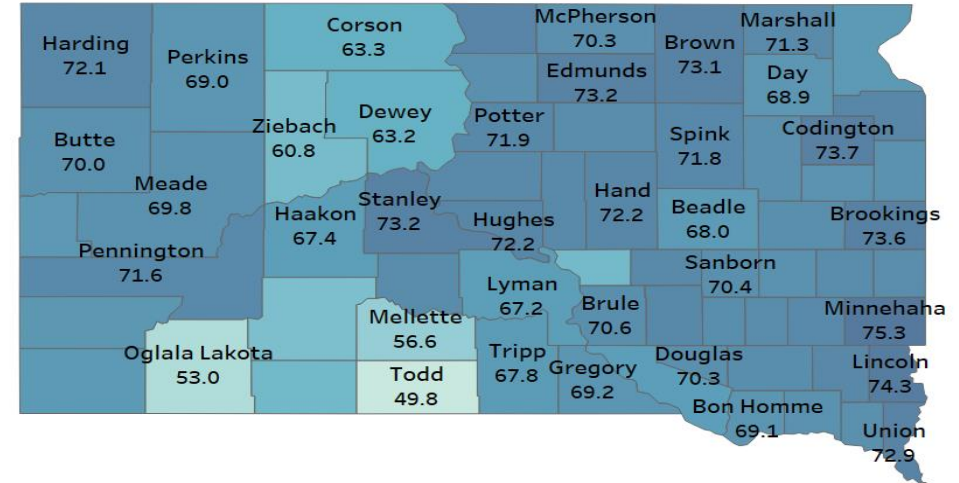 Harding
72.1
Perkins
69.0
Corson
63.3
McPherson
70.3
Brown
73.1
Marshall
71.3
Edmunds
73.2
Day
68.9
Butte
70.0
Ziebach
60.8
Dewey
63.2
Potter
71.9
Spink
71.8
Codington
73.7
Meade
69.8
Haakon
67.4
Stanley
73.2
Hughes
72.2
Hand
72.2
Beadle
68.0
Brookings
73.6
Pennington
71.6
Lyman
67.2
Brule
70.6
Sanborn
70.4
Minnehaha
75.3
Oglala Lakota
53.0
Mellette
56.6
Todd
49.8
Tripp
67.8
Gregory
69.2
Douglas
70.3
Lincoln
74.3
Bon Homme
69.1
Union
72.9